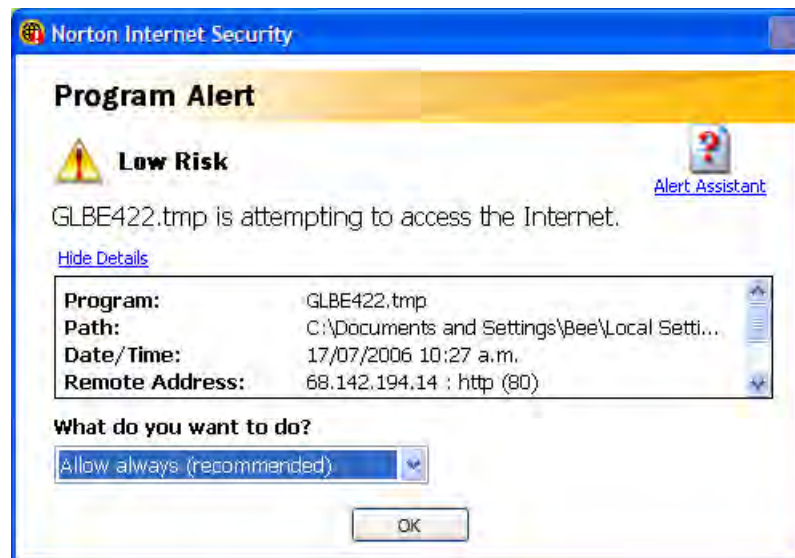 Norton Internet Security
Program Alert
Low Risk
Alert Assistant
GLBE422.tmp is attempting to access the Internet.
Hide Details
Program: GLBE422.tmp
Path: C:\Documents and Settings\Bee\Local Setti...
Date/Time: 17/07/2006 10:27 a.m.
Remote Address: 68.142.194.14 : http (80)
What do you want to do?
Allow always (recommended)
OK